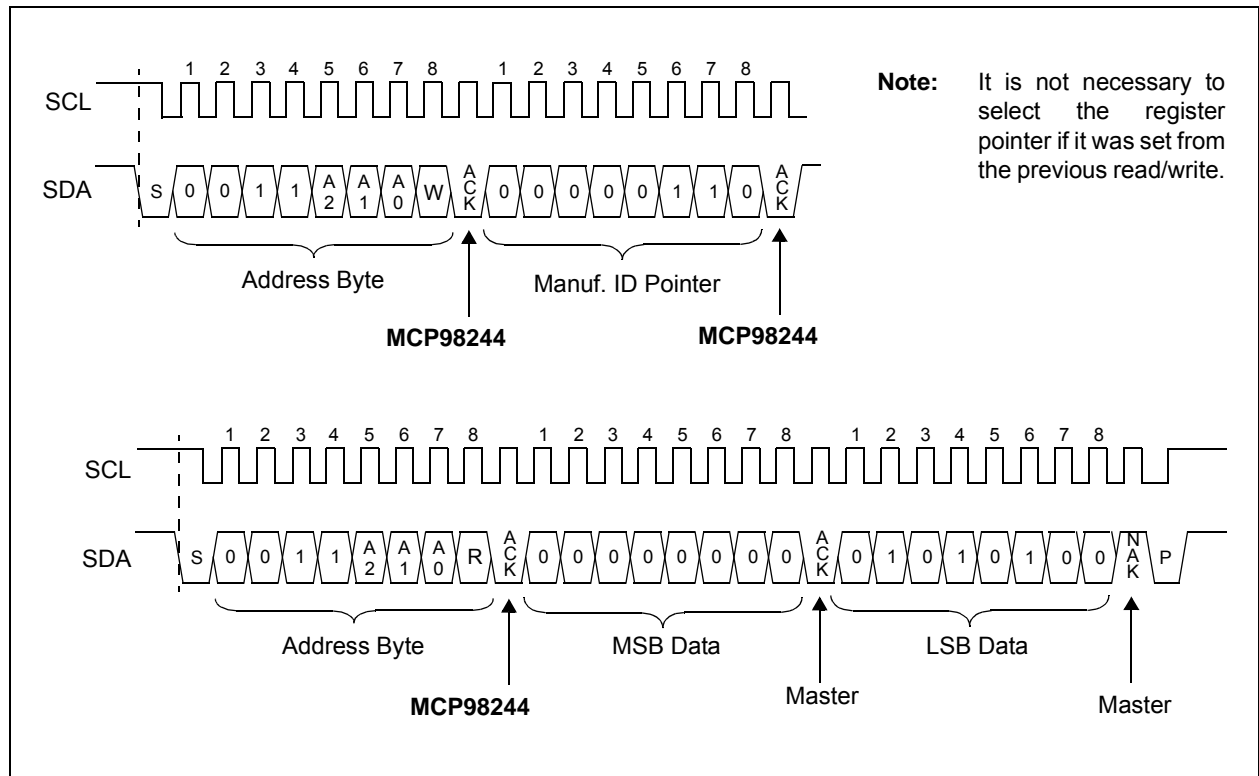 1 2 3 4 5 6 7 8 1 2 3 4 5 6 7 8
SCL
SDA
S 0 0 1 1 A2 A1 A0 W ACK 0 0 0 0 0 1 1 0 ACK
Address Byte Manuf. ID Pointer
MCP98244 MCP98244
Note: It is not necessary to
select the register
pointer if it was set from
the previous read/write.
1 2 3 4 5 6 7 8 1 2 3 4 5 6 7 8 1 2 3 4 5 6 7 8
SCL
SDA
S 0 0 1 1 A2 A1 A0 R ACK 0 0 0 0 0 0 0 0 ACK 0 1 0 1 0 1 0 0 NAK P
Address Byte MSB Data LSB Data
MCP98244 Master Master